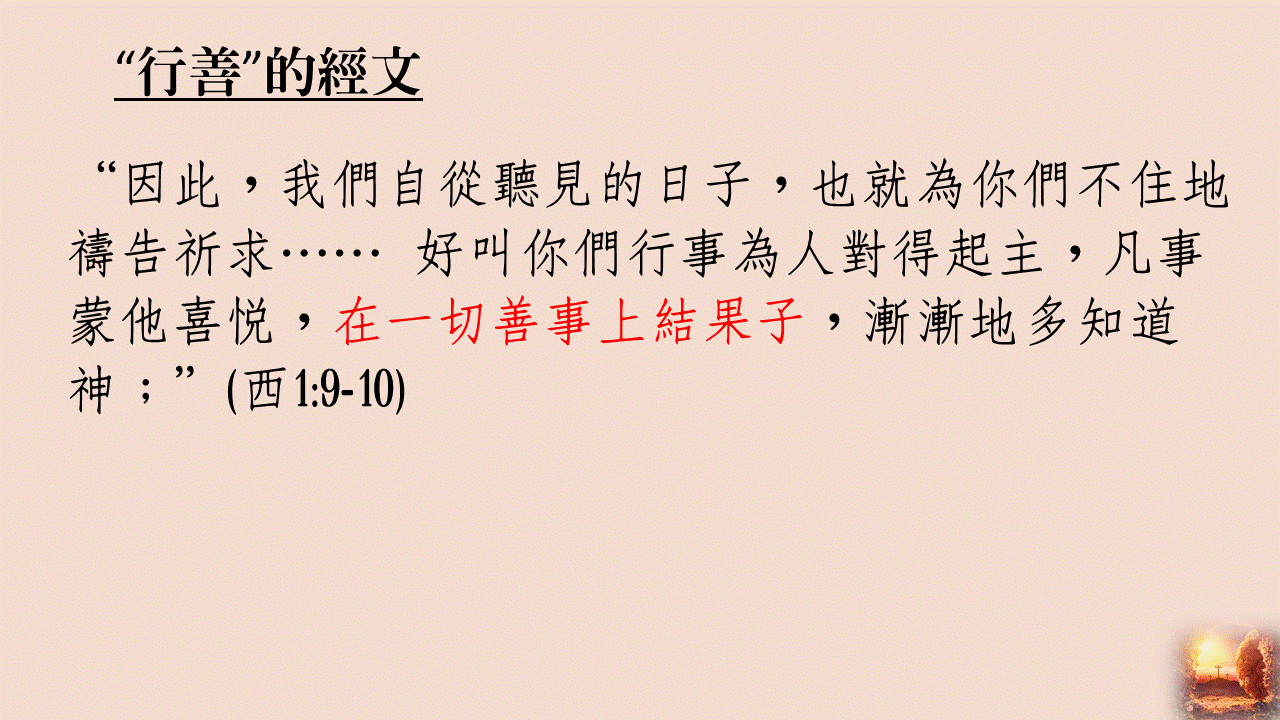 “行善”的經文
“因此，我們自從聽見的日子，也就為你們不住地
禱告祈求…… 好叫你們行事為人對得起主，凡事
蒙他喜悅，在一切善事上結果子，漸漸地多知道
神；” (西1:9-10)